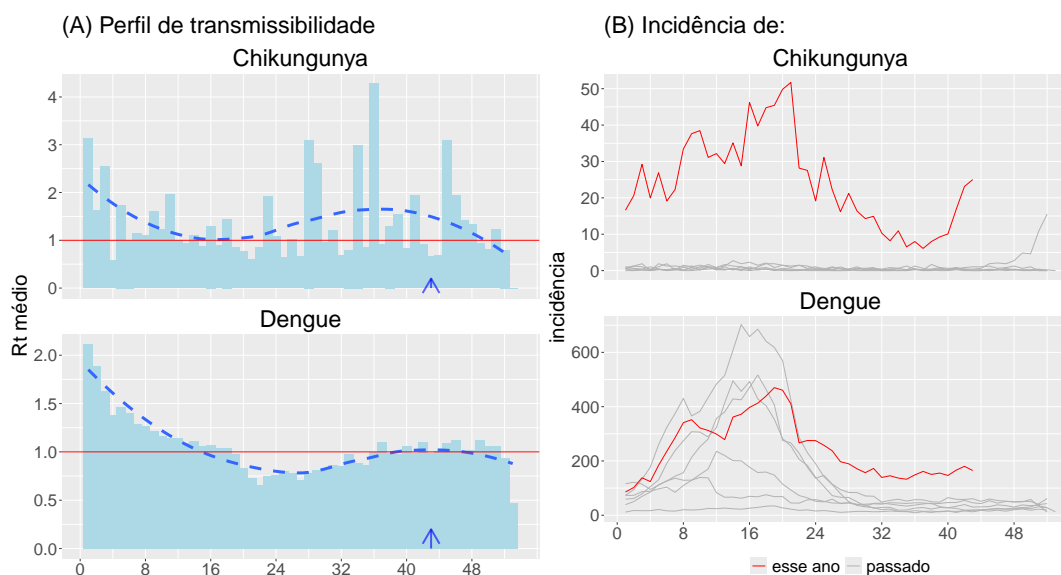 (A) Perfil de transmissibilidade
Chikungunya
4
3
2
1
0
Dengue
2.0
1.5
1.0
0.5
0.0
0 8 16 24 32 40 48
Rt médio
(B) Incidência de:
Chikungunya
50
40
30
20
10
0
Dengue
600
400
200
0
0 8 16 24 32 40 48
incidência
esse ano passado